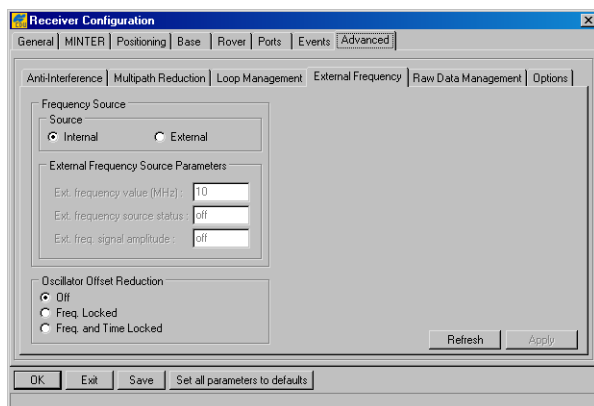 Receiver Configuration
General MINTER Positioning Base Rover Ports Events Advanced
Anti-Interference Multipath Reduction Loop Management External Frequency Raw Data Management Options
Frequency Source
Source
Internal External
External Frequency Source Parameters
Ext. frequency value (MHz) : 10
Ext. frequency source status : off
Ext. freq. signal amplitude : off
Oscillator Offset Reduction
Off
Freq. Locked
Freq. and Time Locked
Refresh Apply
OK Exit Save Set all parameters to defaults